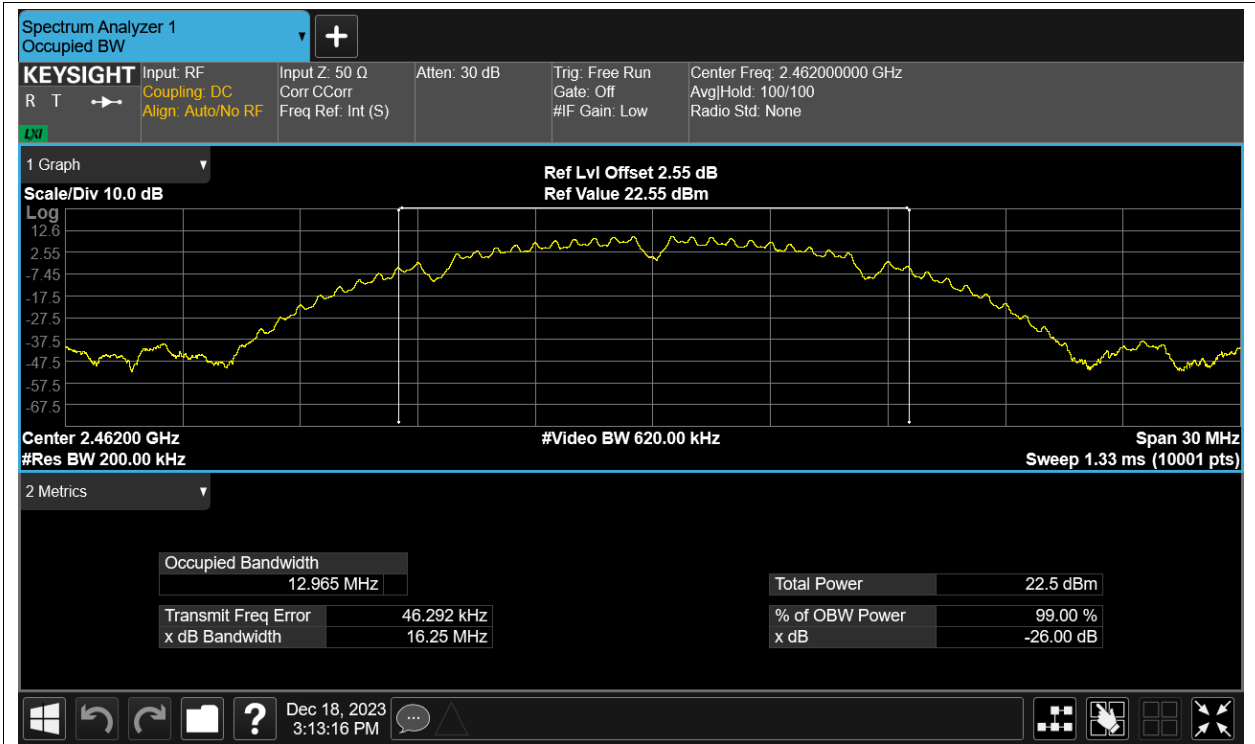 Spectrum Analyzer 1
Occupied BW
KEYSIGHT
R T
LXI
Input: RF
Coupling: DC
Align: Auto/No RF
Input Z: 50 Ω
Corr CCorr
Freq Ref: Int (S)
Atten: 30 dB
Trig: Free Run
Gate: Off
#IF Gain: Low
Center Freq: 2.462000000 GHz
Avg|Hold: 100/100
Radio Std: None
1 Graph
Scale/Div 10.0 dB
Ref Lvl Offset 2.55 dB
Ref Value 22.55 dBm
Log
12.6
2.55
-7.45
-17.5
-27.5
-37.5
-47.5
-57.5
-67.5
Center 2.46200 GHz
#Video BW 620.00 kHz
Span 30 MHz
#Res BW 200.00 kHz
Sweep 1.33 ms (10001 pts)
2 Metrics
Occupied Bandwidth
12.965 MHz
Total Power 22.5 dBm
Transmit Freq Error 46.292 kHz
% of OBW Power 99.00 %
x dB Bandwidth 16.25 MHz
x dB -26.00 dB
?
Dec 18, 2023
3:13:16 PM